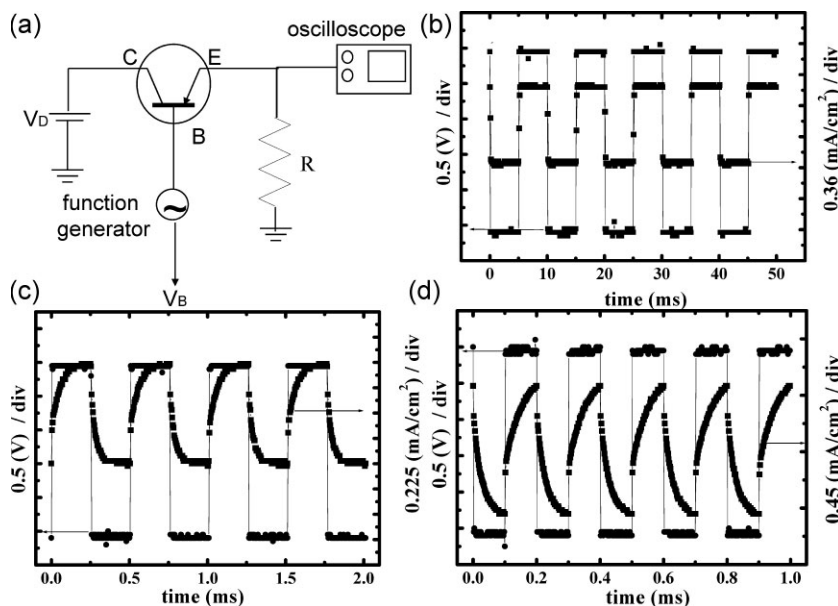 (a)
C
E
B
oscilloscope
V_D
R
function
generator
~
V_B
(b)
0.5 (V) / div
0.36 (mA/cm²) / div
0 10 20 30 40 50
time (ms)
(c)
0.5 (V) / div
0.225 (mA/cm²) / div
0.0 0.5 1.0 1.5 2.0
time (ms)
(d)
0.5 (V) / div
0.45 (mA/cm²) / div
0.0 0.2 0.4 0.6 0.8 1.0
time (ms)